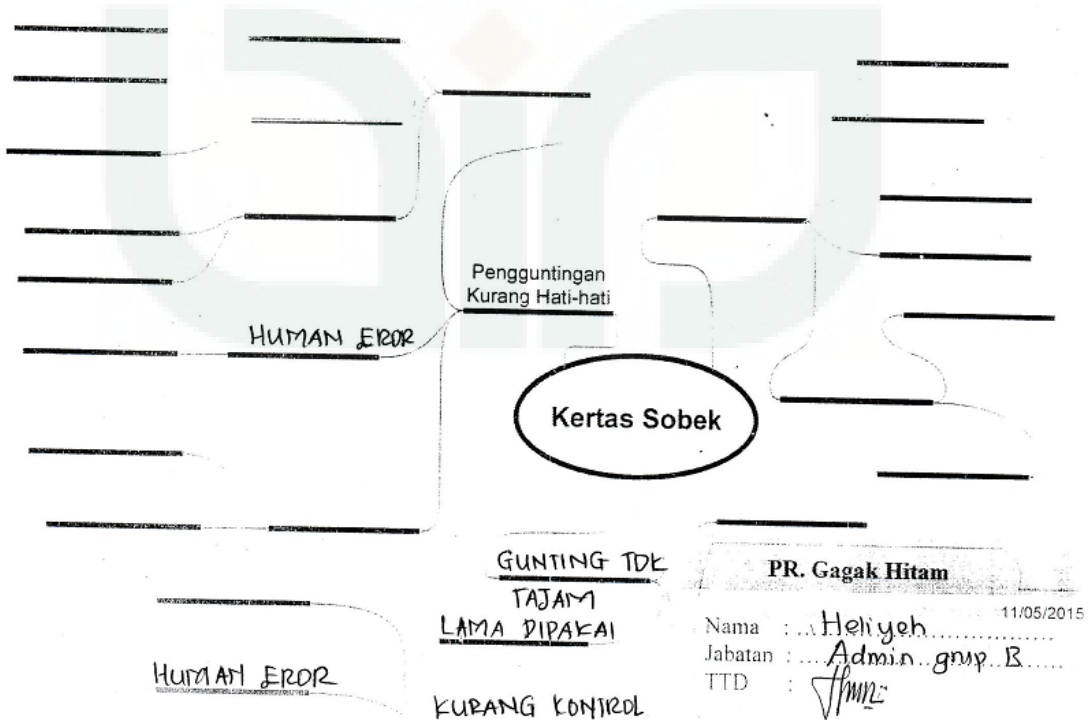 Pengguntingan
Kurang Hati-hati
HUMAN EROR
Kertas Sobek
GUNTING TDK
TAJAM
LAMA DIPAKAI
HUMAN EROR
KURANG KONTROL
PR. Gagak Hitam
11/05/2015
Nama : Heliyeh
Jabatan : Admin grup B
TTD :